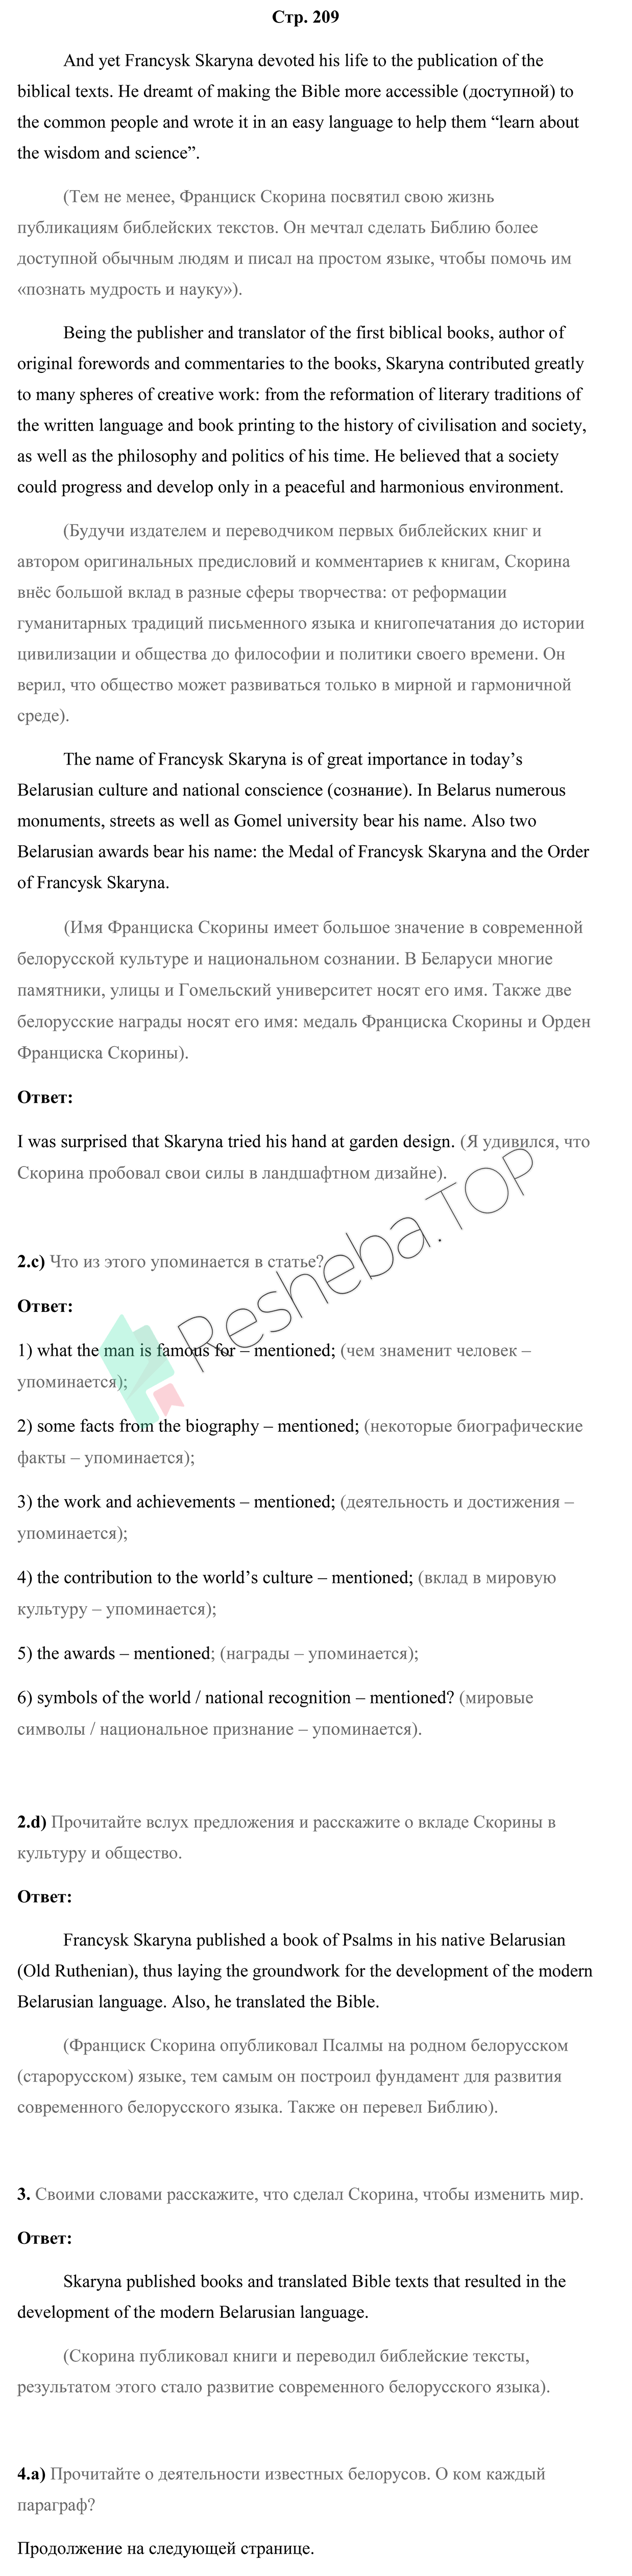 Стр. 209
And yet Francysk Skaryna devoted his life to the publication of the
biblical texts. He dreamt of making the Bible more accessible (доступной) to
the common people and wrote it in an easy language to help them “learn about
the wisdom and science”.
(Тем не менее, Франциск Скорина посвятил свою жизнь
публикациям библейских текстов. Он мечтал сделать Библию более
доступной обычным людям и писал на простом языке, чтобы помочь им
«познать мудрость и науку»).
Being the publisher and translator of the first biblical books, author of
original forewords and commentaries to the books, Skaryna contributed greatly
to many spheres of creative work: from the reformation of literary traditions of
the written language and book printing to the history of civilisation and society,
as well as the philosophy and politics of his time. He believed that a society
could progress and develop only in a peaceful and harmonious environment.
(Будучи издателем и переводчиком первых библейских книг и
автором оригинальных предисловий и комментариев к книгам, Скорина
внёс большой вклад в разные сферы творчества: от реформации
гуманитарных традиций письменного языка и книгопечатания до истории
цивилизации и общества до философии и политики своего времени. Он
верил, что общество может развиваться только в мирной и гармоничной
среде).
The name of Francysk Skaryna is of great importance in today’s
Belarusian culture and national conscience (сознание). In Belarus numerous
monuments, streets as well as Gomel university bear his name. Also two
Belarusian awards bear his name: the Medal of Francysk Skaryna and the Order
of Francysk Skaryna.
(Имя Франциска Скорины имеет большое значение в современной
белорусской культуре и национальном сознании. В Беларуси многие
памятники, улицы и Гомельский университет носят его имя. Также две
белорусские награды носят его имя: медаль Франциска Скорины и Орден
Франциска Скорины).
Ответ:
I was surprised that Skaryna tried his hand at garden design. (Я удивился, что
Скорина пробовал свои силы в ландшафтном дизайне).
2.c) Что из этого упоминается в статье?
Ответ:
1) what the man is famous for – mentioned; (чем знаменит человек –
упоминается);
2) some facts from the biography – mentioned; (некоторые биографические
факты – упоминается);
3) the work and achievements – mentioned; (деятельность и достижения –
упоминается);
4) the contribution to the world’s culture – mentioned; (вклад в мировую
культуру – упоминается);
5) the awards – mentioned; (награды – упоминается);
6) symbols of the world / national recognition – mentioned? (мировые
символы / национальное признание – упоминается).
Resheba.TOP
2.d) Прочитайте вслух предложения и расскажите о вкладе Скорины в
культуру и общество.
Ответ:
Francysk Skaryna published a book of Psalms in his native Belarusian
(Old Ruthenian), thus laying the groundwork for the development of the modern
Belarusian language. Also, he translated the Bible.
(Франциск Скорина опубликовал Псалмы на родном белорусском
(старорусском) языке, тем самым он построил фундамент для развития
современного белорусского языка. Также он перевел Библию).
3. Своими словами расскажите, что сделал Скорина, чтобы изменить мир.
Ответ:
Skaryna published books and translated Bible texts that resulted in the
development of the modern Belarusian language.
(Скорина публиковал книги и переводил библейские тексты,
результатом этого стало развитие современного белорусского языка).
4.a) Прочитайте о деятельности известных белорусов. О ком каждый
параграф?
Продолжение на следующей странице.